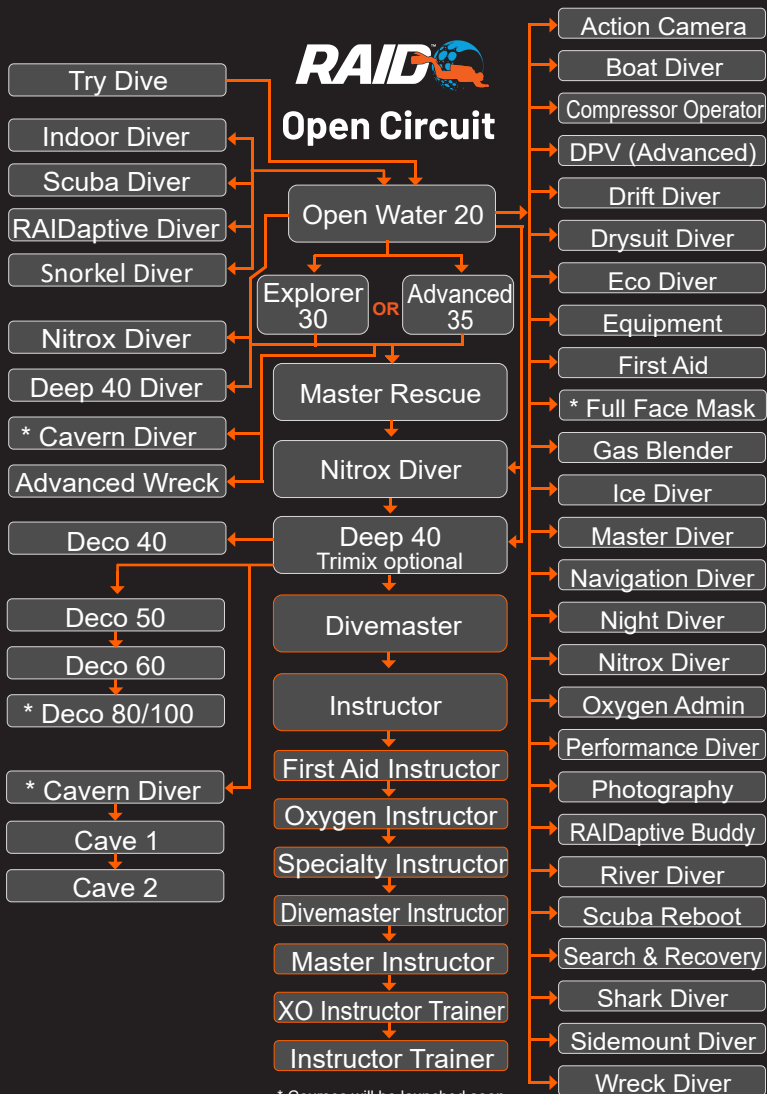 RAID
Open Circuit
Try Dive
Indoor Diver
Scuba Diver
RAIDaptive Diver
Snorkel Diver
Nitrox Diver
Deep 40 Diver
* Cavern Diver
Advanced Wreck
Deco 40
Deco 50
Deco 60
* Deco 80/100
* Cavern Diver
Cave 1
Cave 2
Open Water 20
Explorer
30
OR
Advanced
35
Master Rescue
Nitrox Diver
Deep 40
Trimix optional
Divemaster
Instructor
First Aid Instructor
Oxygen Instructor
Specialty Instructor
Divemaster Instructor
Master Instructor
XO Instructor Trainer
Instructor Trainer
* Courses will be launched soon
Action Camera
Boat Diver
Compressor Operator
DPV (Advanced)
Drift Diver
Drysuit Diver
Eco Diver
Equipment
First Aid
* Full Face Mask
Gas Blender
Ice Diver
Master Diver
Navigation Diver
Night Diver
Nitrox Diver
Oxygen Admin
Performance Diver
Photography
RAIDaptive Buddy
River Diver
Scuba Reboot
Search & Recovery
Shark Diver
Sidemount Diver
Wreck Diver